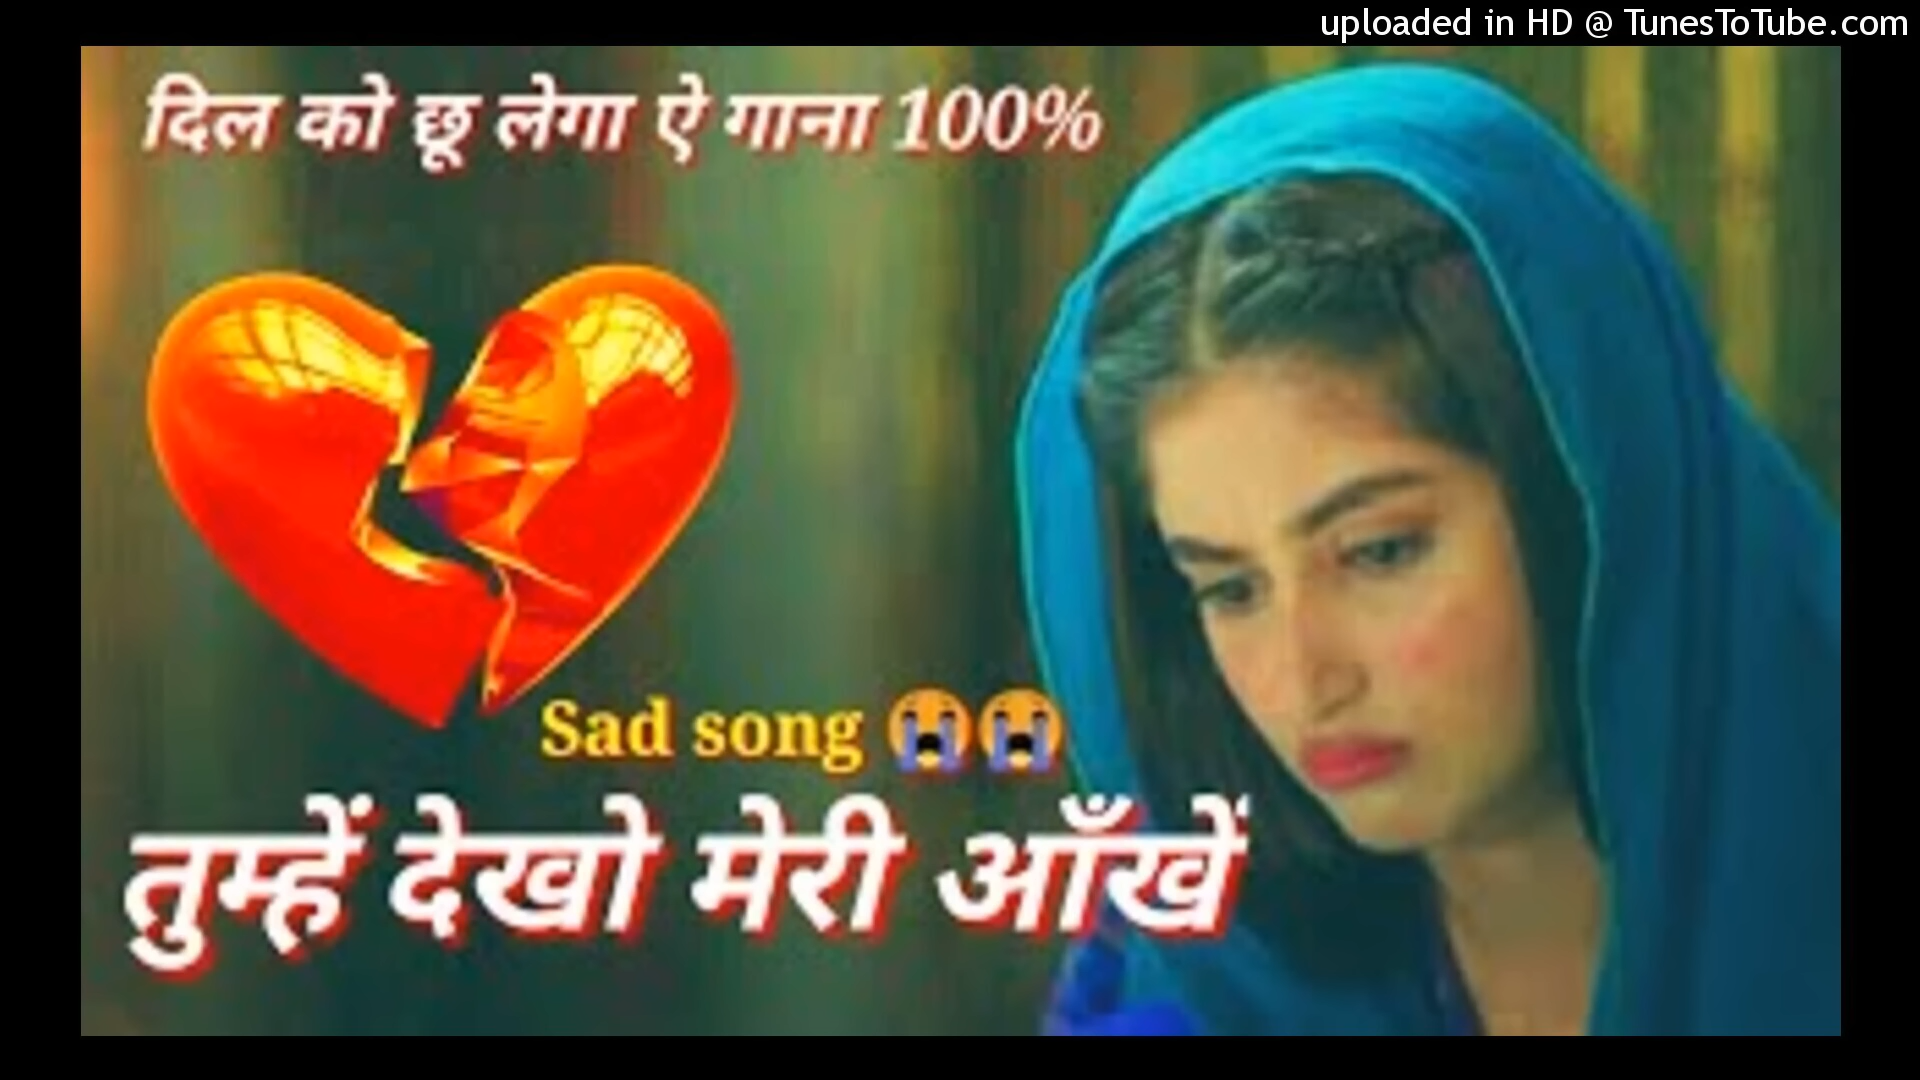 uploaded in HD @ TunesToTube.com
दिल को छू लेगा ऐ गाना 100%
Sad song 😭😭
तुम्हें देखो मेरी आँखें